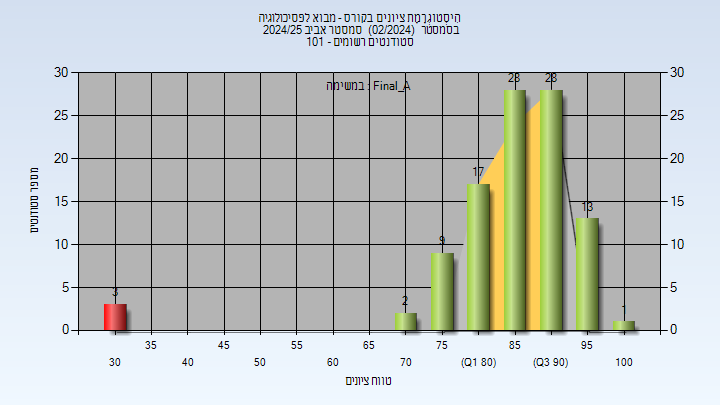 היסטוגרמת ציונים בקורס - מבוא לפסיכולוגיה
בסמסטר (02/2024) סמסטר אביב 2024/25
סטודנטים רשומים - 101
במשימה : Final_A
30 30
25 25
20 20
15 15
10 10
5 5
0 0
מספר סטודנטים
3 2 9 17 28 28 13 1
35 45 55 65 75 85 95
30 40 50 60 70 (Q1 80) (Q3 90) 100
טווח ציונים